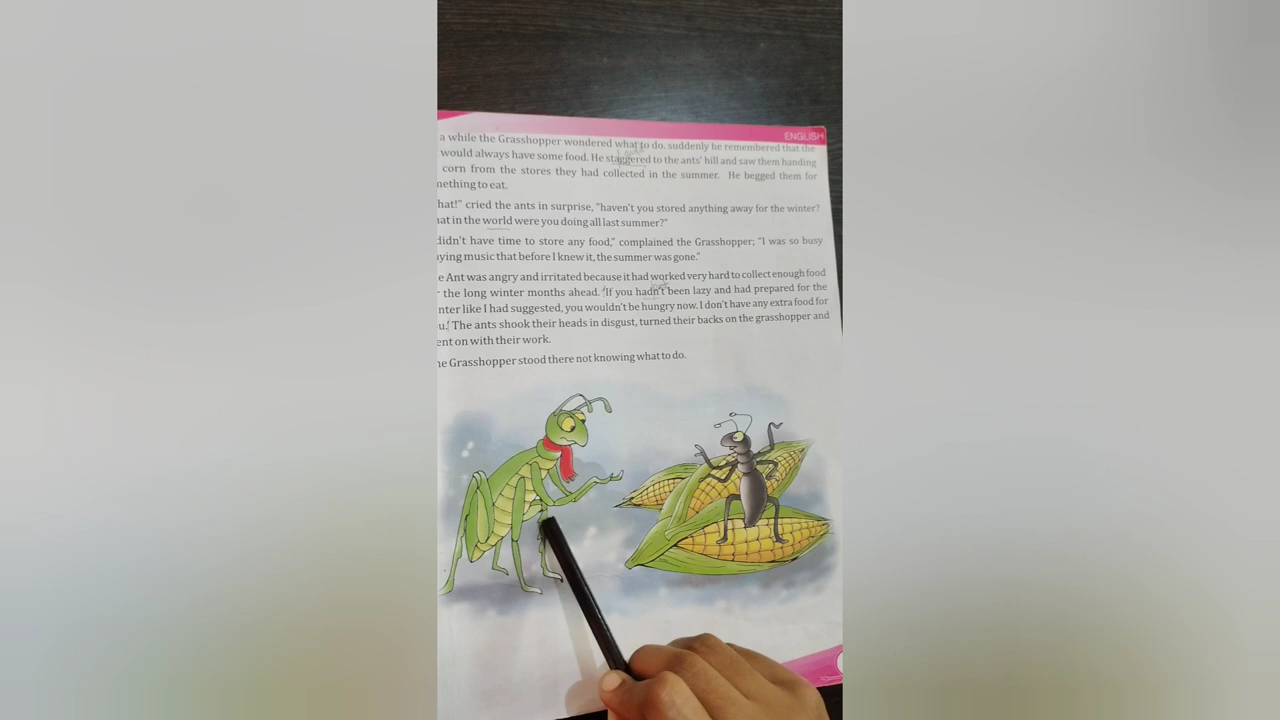 ENGLISH
a while the Grasshopper wondered what to do. suddenly he remembered that the
would always have some food. He staggered to the ants' hill and saw them handing
corn from the stores they had collected in the summer. He begged them for
mething to eat.
hat!" cried the ants in surprise, "haven't you stored anything away for the winter?
hat in the world were you doing all last summer?"
didn't have time to store any food," complained the Grasshopper; "I was so busy
ying music that before I knew it, the summer was gone."
e Ant was angry and irritated because it had worked very hard to collect enough food
r the long winter months ahead. "If you hadn't been lazy and had prepared for the
nter like I had suggested, you wouldn't be hungry now. I don't have any extra food for
u." The ants shook their heads in disgust, turned their backs on the grasshopper and
ent on with their work.
he Grasshopper stood there not knowing what to do.